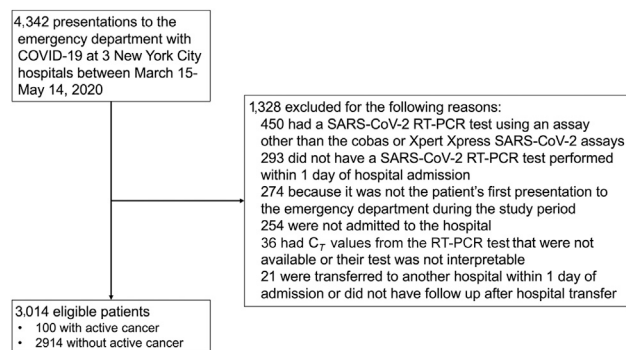 4,342 presentations to the
emergency department with
COVID-19 at 3 New York City
hospitals between March 15-
May 14, 2020
1,328 excluded for the following reasons:
450 had a SARS-CoV-2 RT-PCR test using an assay
other than the cobas or Xpert Xpress SARS-CoV-2 assays
293 did not have a SARS-CoV-2 RT-PCR test performed
within 1 day of hospital admission
274 because it was not the patient's first presentation to
the emergency department during the study period
254 were not admitted to the hospital
36 had C_T values from the RT-PCR test that were not
available or their test was not interpretable
21 were transferred to another hospital within 1 day of
admission or did not have follow up after hospital transfer
3,014 eligible patients
• 100 with active cancer
• 2914 without active cancer